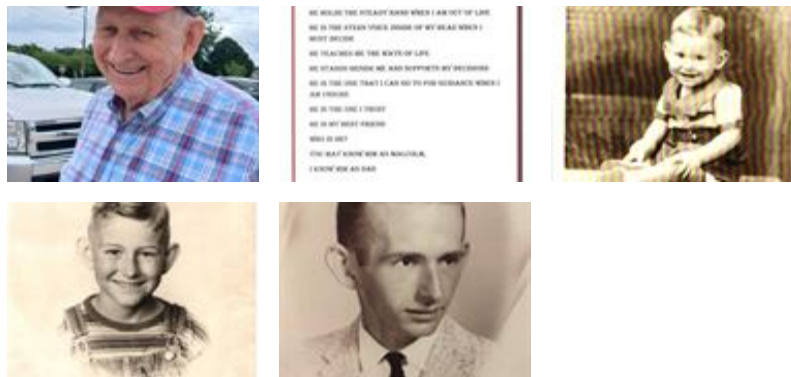 HE HOLDS THE STEADY HAND WHEN I AM OUT OF LINE
HE IS THE STERN VOICE INSIDE OF MY HEAD WHEN I
MUST DECIDE
HE TEACHES ME THE WAYS OF LIFE
HE STANDS BESIDE ME AND SUPPORTS MY DECISIONS
HE IS THE ONE THAT I CAN GO TO FOR GUIDANCE WHEN I
AM UNSURE
HE IS THE ONE I TRUST
HE IS MY BEST FRIEND
WHO IS HE?
YOU MAY KNOW HIM AS MALCOLM,
I KNOW HIM AS DAD